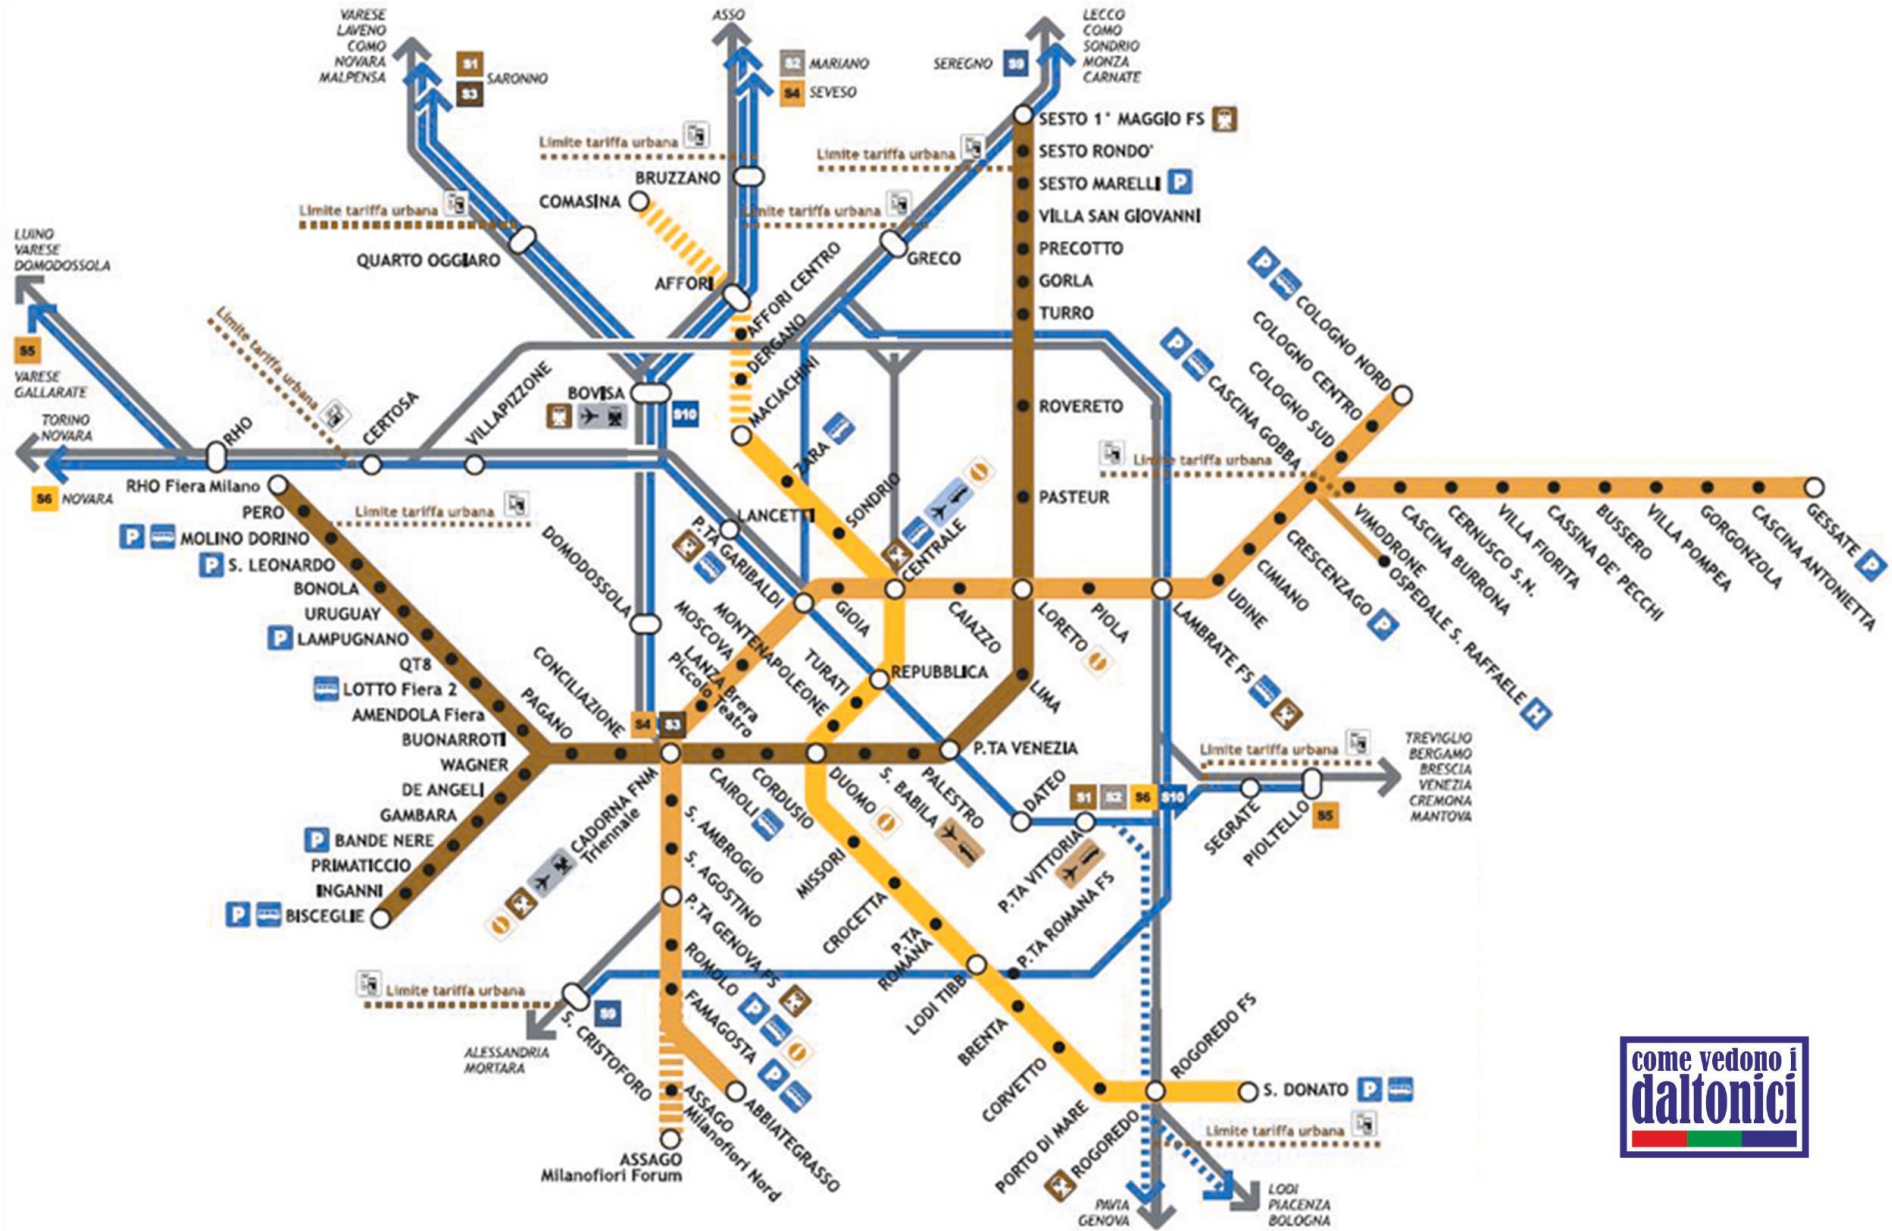 VARESE
LAVENO
COMO
NOVARA
MALPENSA
S1
SARONNO
S3
ASSO
S2 MARIANO
S4 SEVESO
SEREGNO S9
LECCO
COMO
SONDRIO
MONZA
CARNATE
SESTO 1° MAGGIO FS
SESTO RONDO'
SESTO MARELLI P
VILLA SAN GIOVANNI
PRECOTTO
GORLA
TURRO
ROVERETO
PASTEUR
Limite tariffa urbana
BRUZZANO
COMASINA
Limite tariffa urbana
Limite tariffa urbana
Limite tariffa urbana
QUARTO OGGIARO
GRECO
AFFORI
AFFORI CENTRO
DERGANO
MACIACHINI
ZARA
SONDRIO
CENTRALE
LUINO
VARESE
DOMODOSSOLA
S5
VARESE
GALLARATE
TORINO
NOVARA
S6 NOVARA
Limite tariffa urbana
RHO
CERTOSA
VILLAPIZZONE
BOVISA
S10
LANCETTI
P.TA GARIBALDI
DOMODOSSOLA
RHO Fiera Milano
PERO
Limite tariffa urbana
P MOLINO DORINO
P S. LEONARDO
BONOLA
URUGUAY
P LAMPUGNANO
QT8
LOTTO Fiera 2
AMENDOLA Fiera
BUONARROTI
PAGANO
CONCILIAZIONE
WAGNER
DE ANGELI
GAMBARA
P BANDE NERE
PRIMATICCIO
INGANNI
P BISCEGLIE
S4 S3
MOSCOVA
LANZA Brera
Piccolo Teatro
MONTENAPOLEONE
TURATI
REPUBBLICA
GIOIA
CAIAZZO
LORETO
PIOLA
LAMBRATE FS
LIMA
P.TA VENEZIA
UDINE
CIMIANO
CRESCENZAGO P
P CASCINA GOBBA
COLOGNO SUD
COLOGNO CENTRO
P COLOGNO NORD
Limite tariffa urbana
VIMODRONE
OSPEDALE S. RAFFAELE H
CASCINA BURRONA
CERNUSCO S.N.
VILLA FIORITA
CASSINA DE' PECCHI
BUSSERO
VILLA POMPEA
GORGONZOLA
CASCINA ANTONIETTA
GESSATE P
CADORNA FNM
Triennale
CAIROLI
CORDUSIO
DUOMO
S. BABILA
PALESTRO
DATEO
S1 S2 S6 S10
P.TA VITTORIA
P.TA ROMANA FS
Limite tariffa urbana
SEGRATE
PIOLTELLO
S5
TREVIGLIO
BERGAMO
BRESCIA
VENEZIA
CREMONA
MANTOVA
S. AMBROGIO
S. AGOSTINO
P.TA GENOVA FS
ROMOLO P
FAMAGOSTA P
ABBIATEGRASSO
ASSAGO
Milanofiori Nord
ASSAGO
Milanofiori Forum
Limite tariffa urbana
S. CRISTOFORO
S9
ALESSANDRIA
MORTARA
MISSORI
CROCETTA
P.TA
ROMANA
LODI TIBB
BRENTA
CORVETTO
PORTO DI MARE
ROGOREDO
ROGOREDO FS
S. DONATO P
Limite tariffa urbana
PAVIA
GENOVA
LODI
PIACENZA
BOLOGNA
come vedono i
daltonici